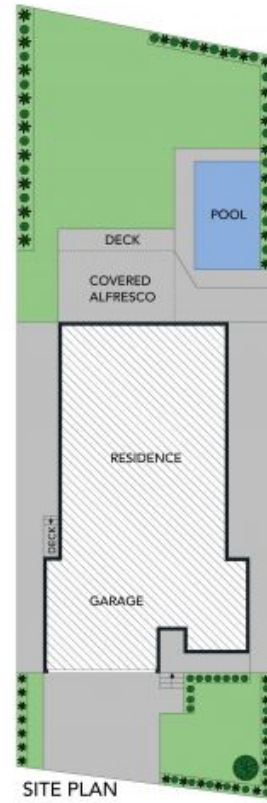 POOL
DECK
COVERED
ALFRESCO
RESIDENCE
DECK
GARAGE
SITE PLAN